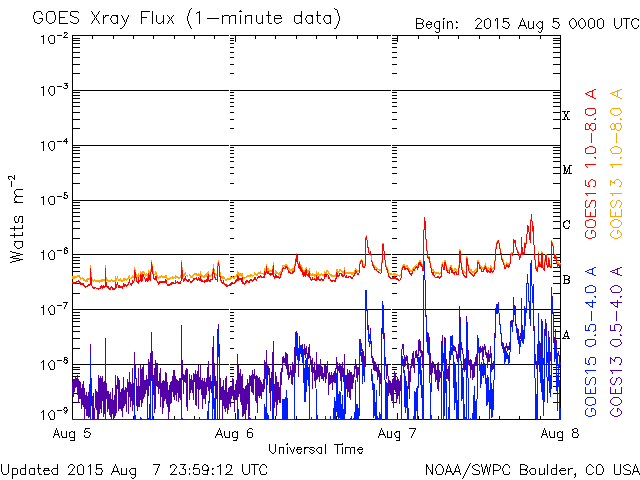 GOES Xray Flux (1-minute data)
Begin: 2015 Aug 5 0000 UTC
10-2
10-3
10-4
10-5
10-6
10-7
10-8
10-9
Watts m-2
X
M
C
B
A
GOES15 1.0-8.0 A
GOES13 1.0-8.0 A
GOES15 0.5-4.0 A
GOES13 0.5-4.0 A
Aug 5 Aug 6 Aug 7 Aug 8
Universal Time
Updated 2015 Aug 7 23:59:12 UTC
NOAA/SWPC Boulder, CO USA